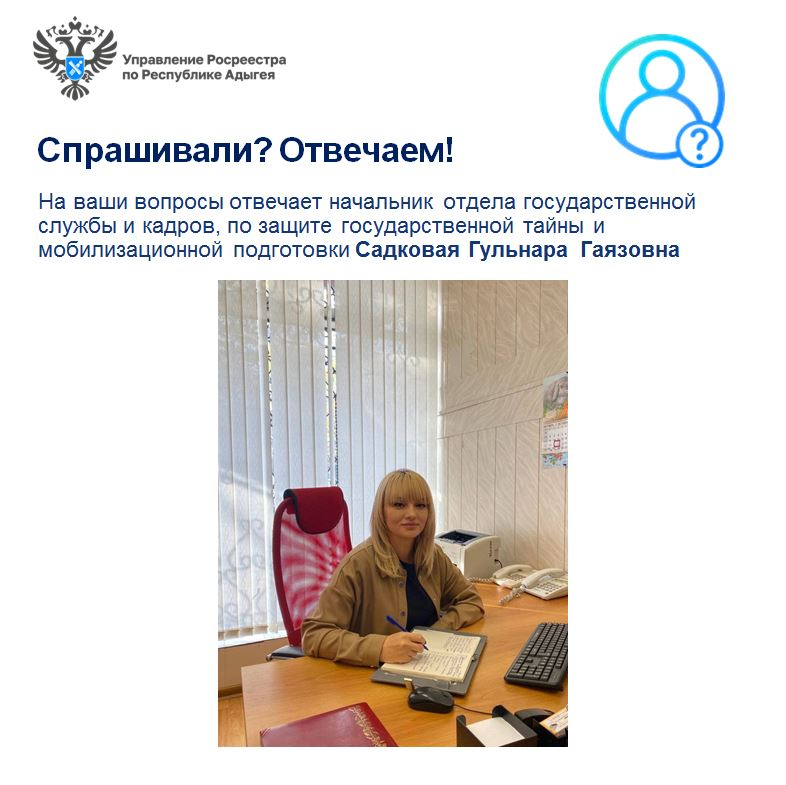 Управление Росреестра
по Республике Адыгея
?
Спрашивали? Отвечаем!
На ваши вопросы отвечает начальник отдела государственной
службы и кадров, по защите государственной тайны и
мобилизационной подготовки Садковая Гульнара Гаязовна